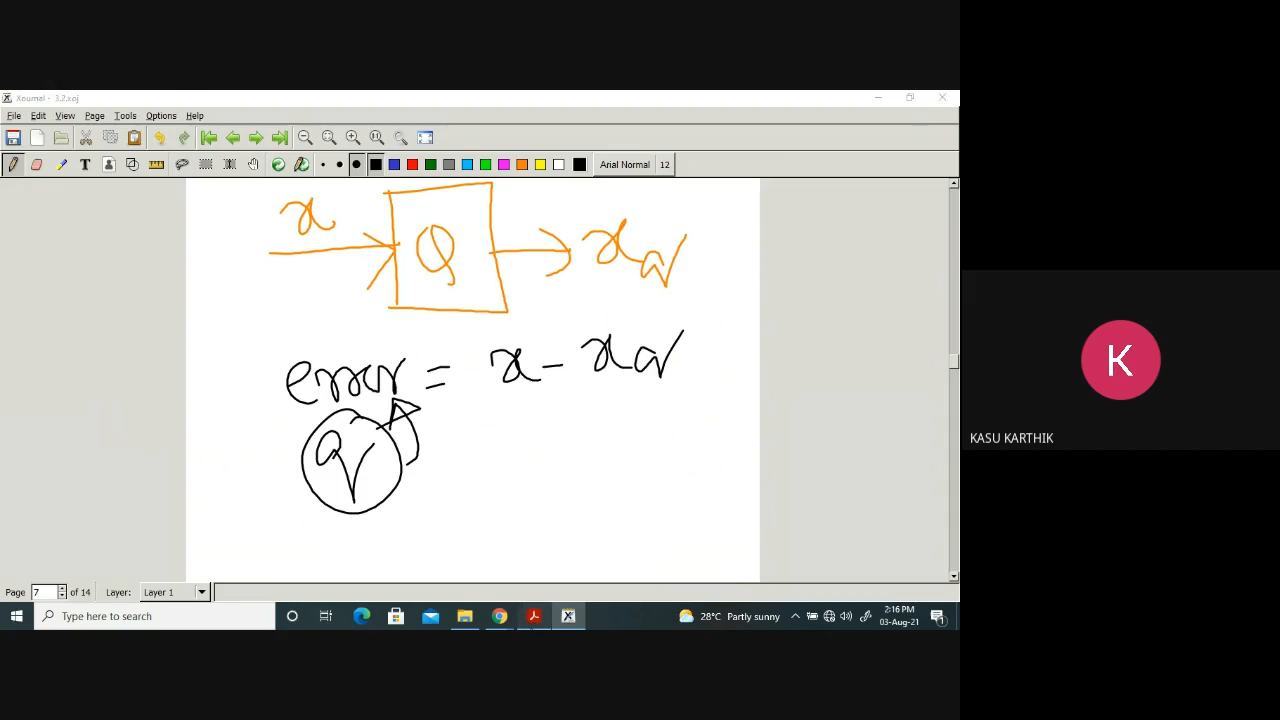 Xournal - 3.2.xoj
File Edit View Page Tools Options Help
T Arial Normal 12
x Q xq
error = x - xq
q
K
KASU KARTHIK
Page 7 of 14 Layer: Layer 1
Type here to search 28°C Partly sunny 2:16 PM
03-Aug-21 1